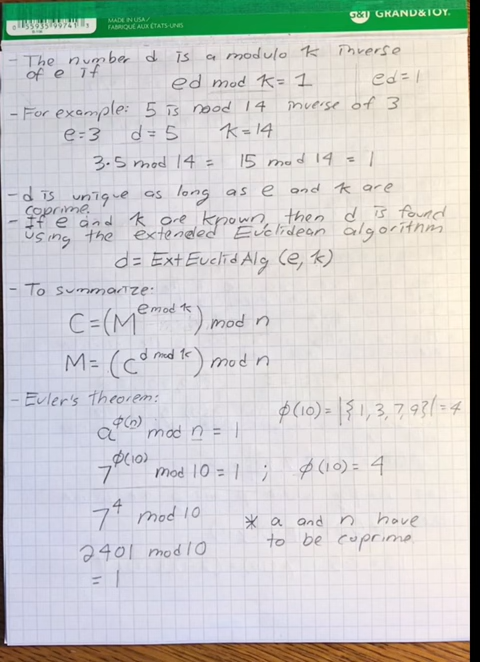 MADE IN USA /
FABRIQUÉ AUX ÉTATS-UNIS
S&T GRAND&TOY.
- The number d is a modulo k inverse
of e if
ed mod k = 1 ed = 1
- For example: 5 is mod 14 inverse of 3
e=3 d=5 k=14
3·5 mod 14 = 15 mod 14 = 1
- d is unique as long as e and k are
coprime.
- If e and k are known, then d is found
using the extended Euclidean algorithm
d = ExtEuclidAlg (e, k)
- To summarize:
C = (M^(e mod k)) mod n
M = (C^(d mod k)) mod n
- Euler's theorem:
φ(10) = |{1, 3, 7, 9}| = 4
a^φ(n) mod n = 1
7^φ(10) mod 10 = 1 ; φ(10) = 4
7^4 mod 10
* a and n have
to be coprime
2401 mod 10
= 1